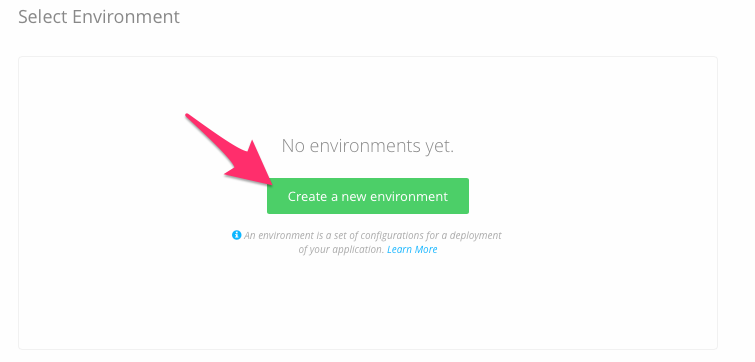 Select Environment
No environments yet.
Create a new environment
An environment is a set of configurations for a deployment
of your application. Learn More